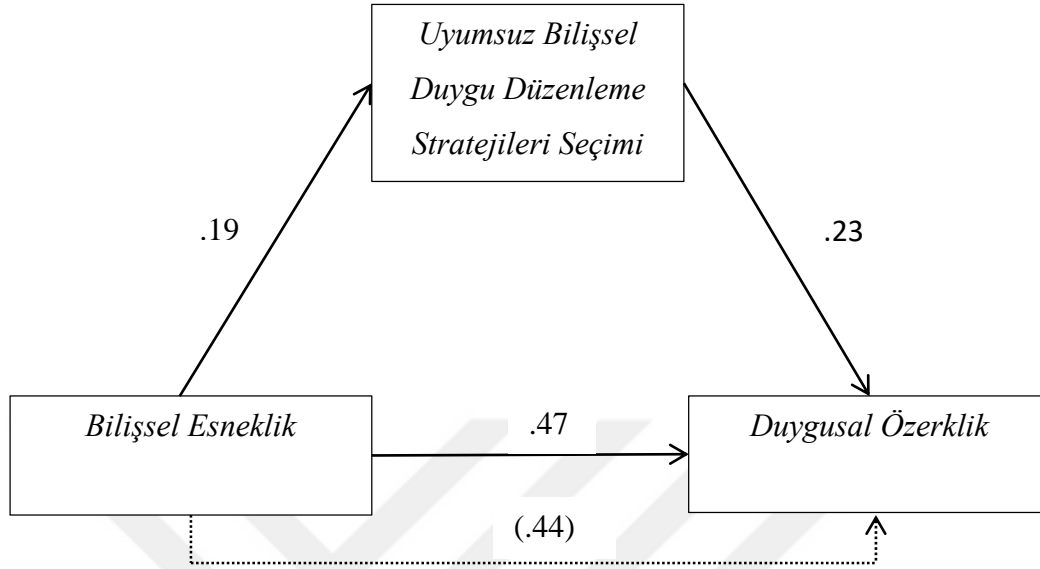 Uyumsuz Bilişsel
Duygu Düzenleme
Stratejileri Seçimi
.19
.23
Bilişsel Esneklik
.47
Duygusal Özerklik
(.44)